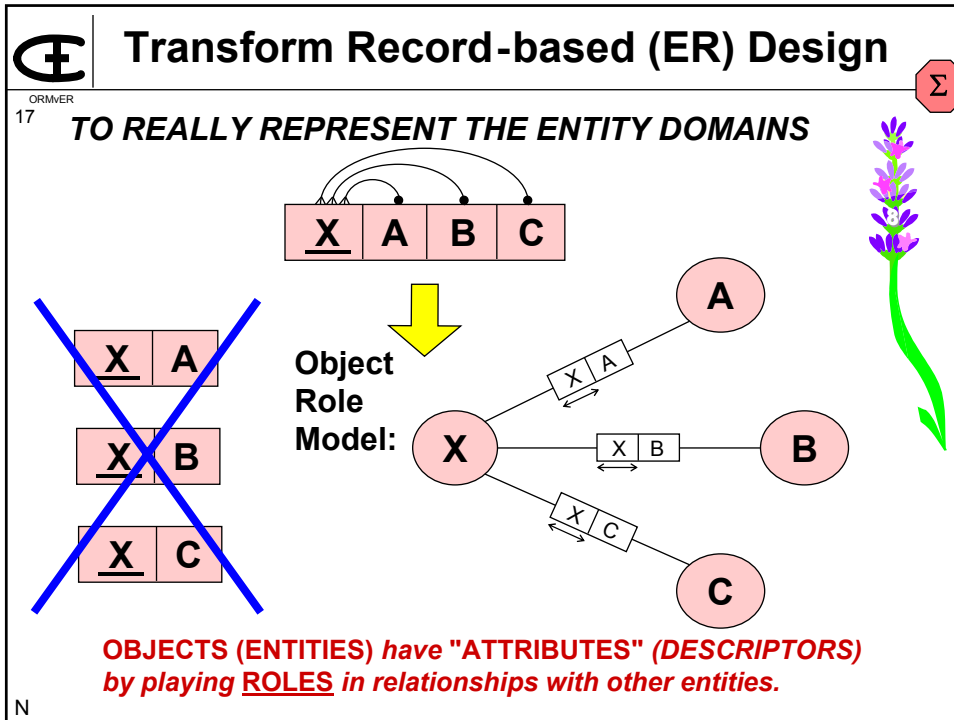 Transform Record-based (ER) Design
Σ
ORMvER
17
TO REALLY REPRESENT THE ENTITY DOMAINS
X A B C
X A
X B
X C
Object
Role
Model:
X
A
X A
X B
B
X C
C
OBJECTS (ENTITIES) have "ATTRIBUTES" (DESCRIPTORS)
by playing ROLES in relationships with other entities.
N